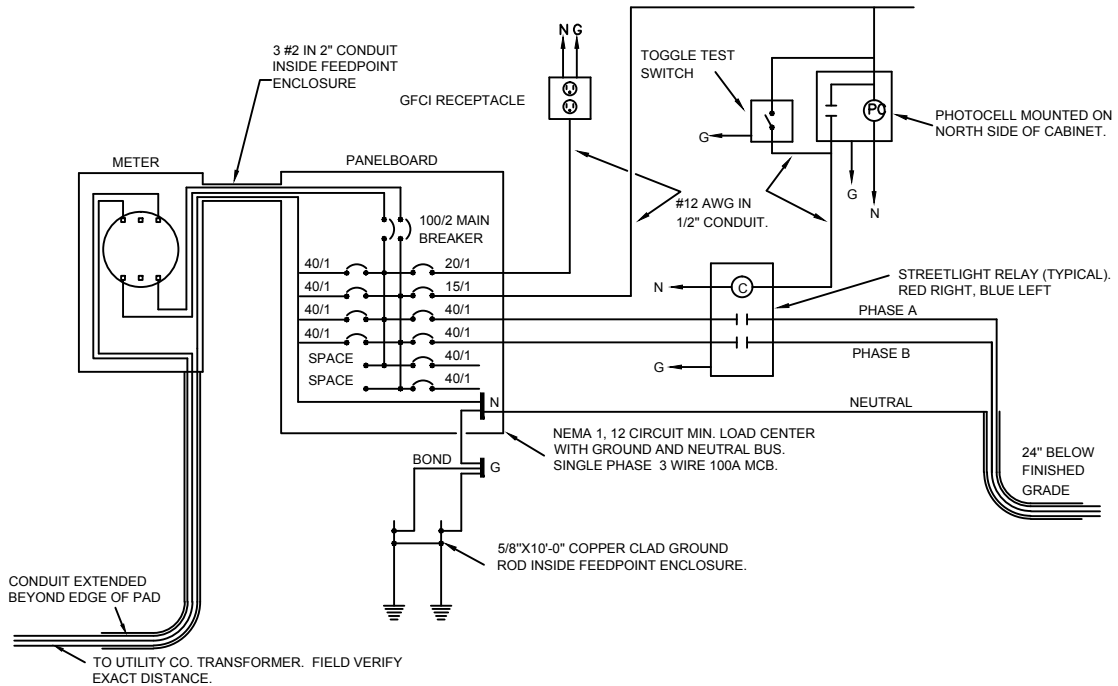 N G
3 #2 IN 2" CONDUIT
INSIDE FEEDPOINT
ENCLOSURE
GFCI RECEPTACLE
TOGGLE TEST
SWITCH
PC
PHOTOCELL MOUNTED ON
NORTH SIDE OF CABINET.
G
G
N
METER
PANELBOARD
#12 AWG IN
1/2" CONDUIT.
100/2 MAIN
BREAKER
40/1
20/1
40/1
15/1
40/1
40/1
40/1
40/1
SPACE
40/1
SPACE
40/1
N
C
STREETLIGHT RELAY (TYPICAL).
RED RIGHT, BLUE LEFT
PHASE A
PHASE B
G
N
NEUTRAL
NEMA 1, 12 CIRCUIT MIN. LOAD CENTER
WITH GROUND AND NEUTRAL BUS.
SINGLE PHASE 3 WIRE 100A MCB.
BOND
G
24" BELOW
FINISHED
GRADE
5/8"X10'-0" COPPER CLAD GROUND
ROD INSIDE FEEDPOINT ENCLOSURE.
CONDUIT EXTENDED
BEYOND EDGE OF PAD
TO UTILITY CO. TRANSFORMER. FIELD VERIFY
EXACT DISTANCE.